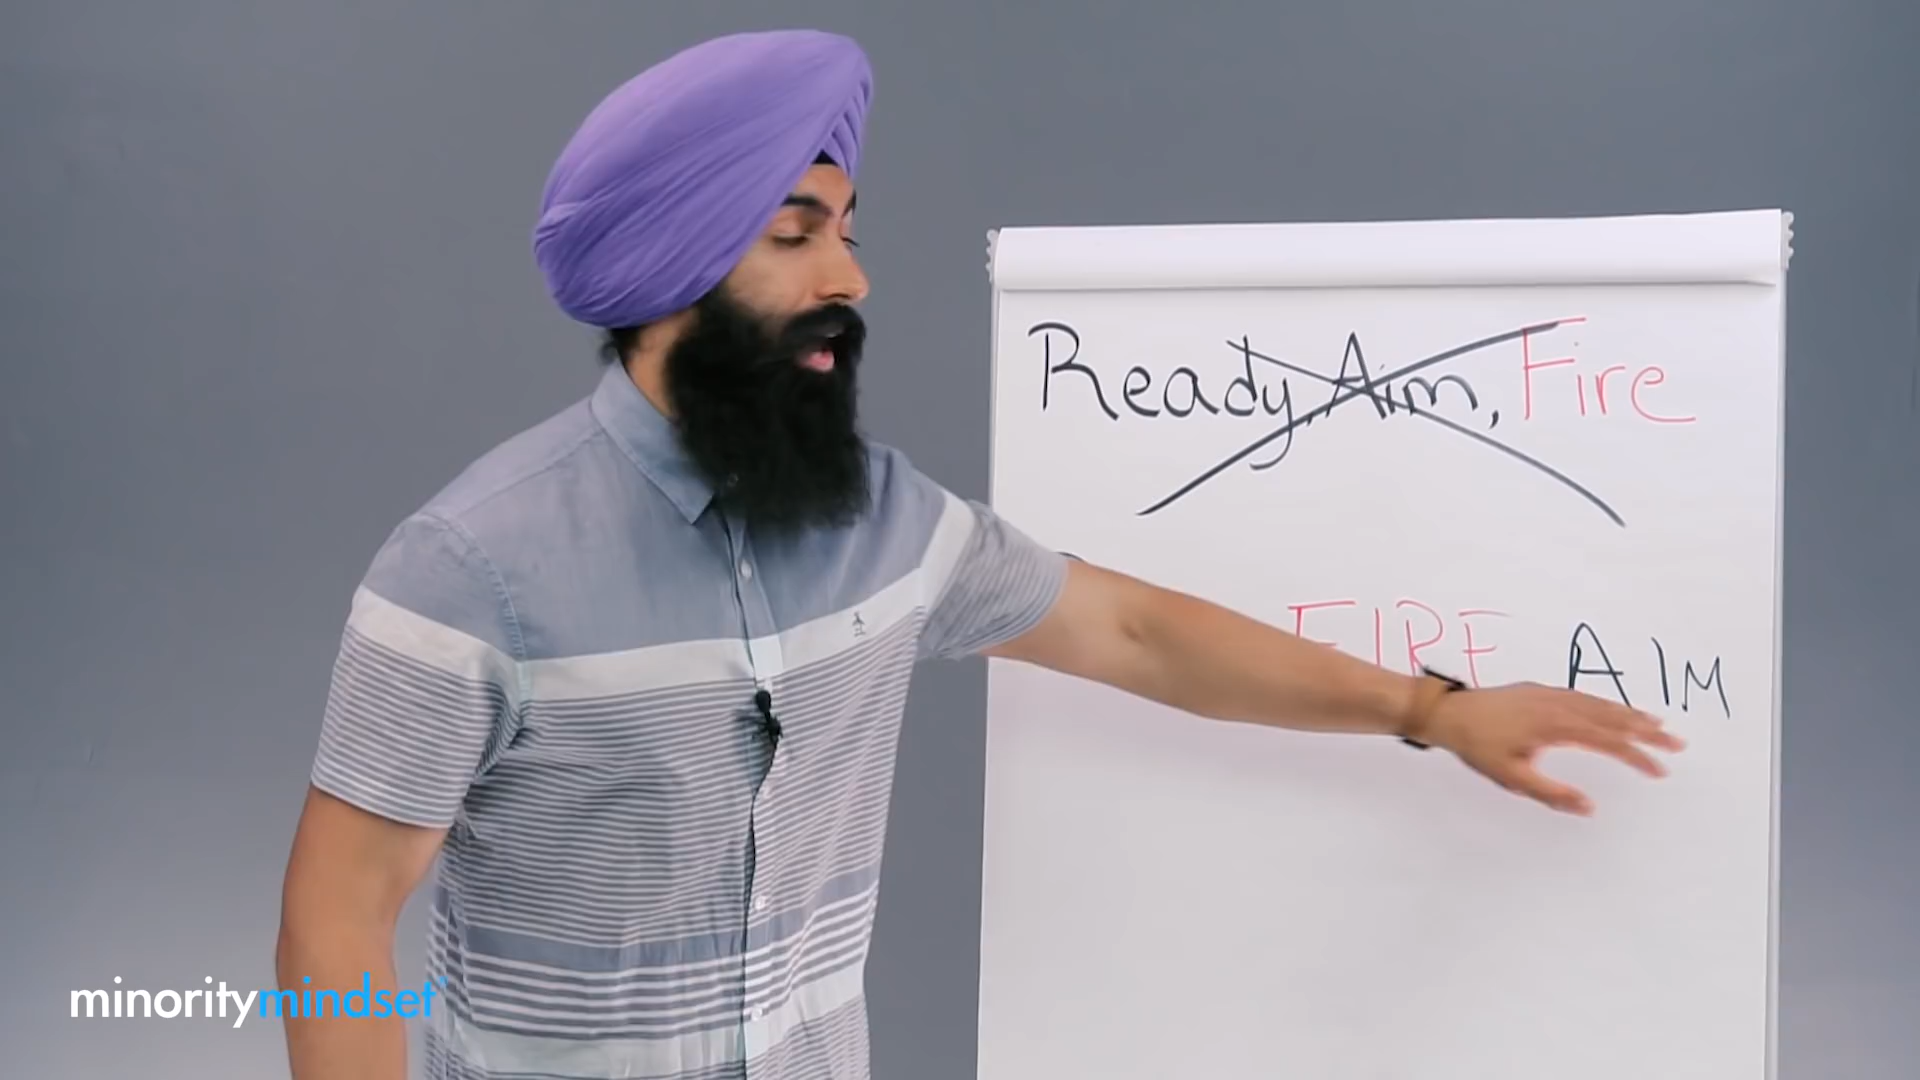 Ready, Aim, Fire
FIRE AIM
minoritymindset